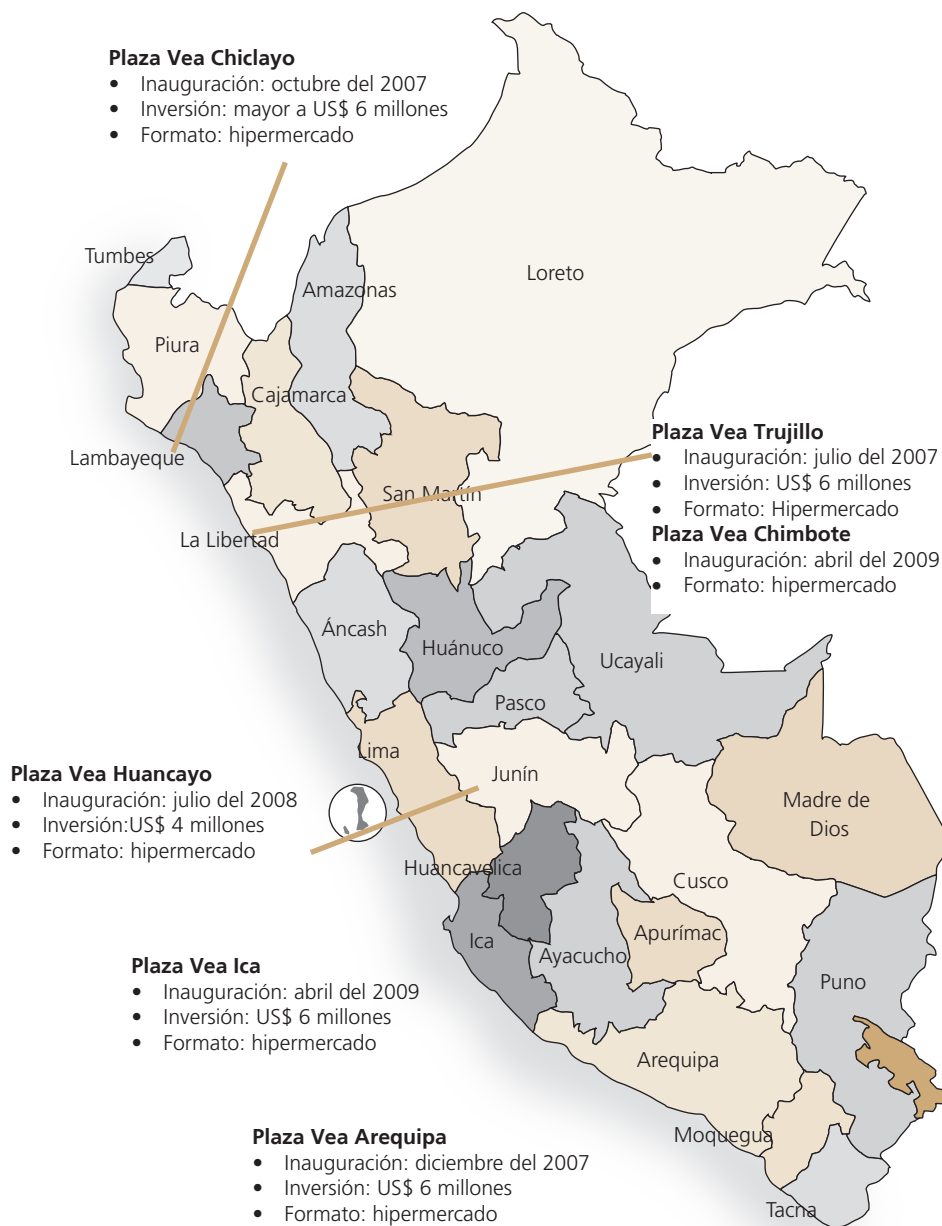 Plaza Vea Chiclayo
• Inauguración: octubre del 2007
• Inversión: mayor a US$ 6 millones
• Formato: hipermercado
Tumbes
Amazonas
Loreto
Piura
Cajamarca
Lambayeque
San Martín
La Libertad
Plaza Vea Trujillo
• Inauguración: julio del 2007
• Inversión: US$ 6 millones
• Formato: Hipermercado
Plaza Vea Chimbote
• Inauguración: abril del 2009
• Formato: hipermercado
Áncash
Huánuco
Ucayali
Pasco
Lima
Junín
Plaza Vea Huancayo
• Inauguración: julio del 2008
• Inversión:US$ 4 millones
• Formato: hipermercado
Madre de
Dios
Huancavelica
Cusco
Ica
Ayacucho
Apurímac
Puno
Plaza Vea Ica
• Inauguración: abril del 2009
• Inversión: US$ 6 millones
• Formato: hipermercado
Arequipa
Moquegua
Tacna
Plaza Vea Arequipa
• Inauguración: diciembre del 2007
• Inversión: US$ 6 millones
• Formato: hipermercado